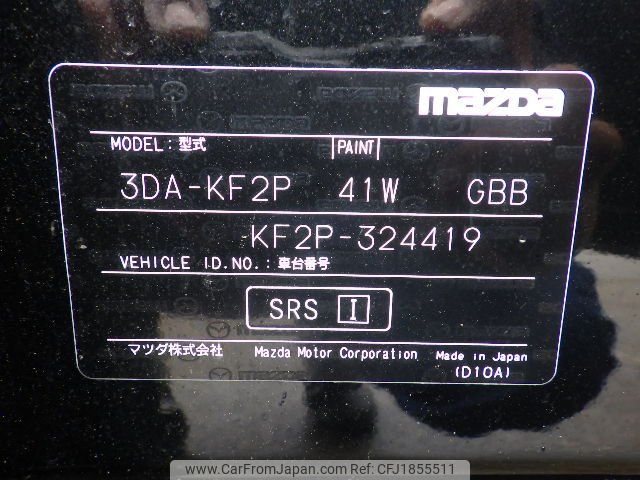 mazda
MODEL:型式 PAINT
3DA-KF2P 41W GBB
KF2P-324419
VEHICLE I.D.NO.:車台番号
SRS I
マツダ株式会社 Mazda Motor Corporation Made in Japan
(D10A)
www.CarFromJapan.com Ref No: CFJ1855511